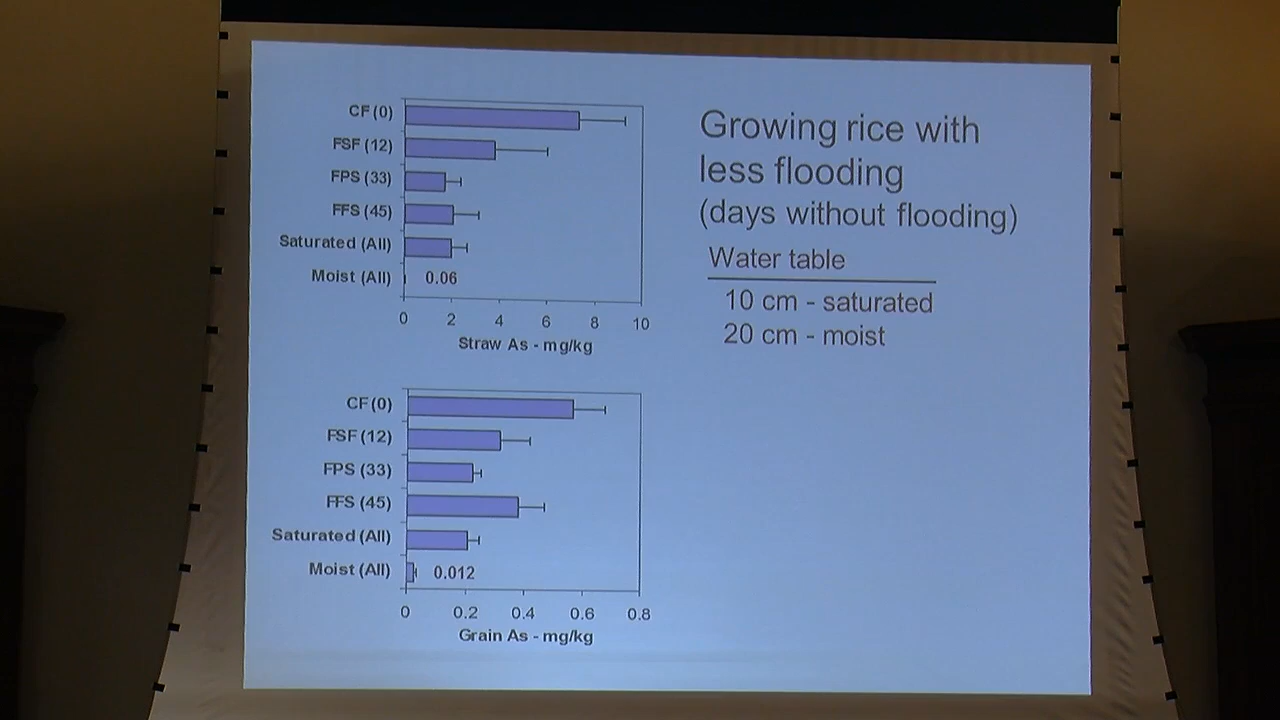 CF (0)
FSF (12)
FPS (33)
FFS (45)
Saturated (All)
Moist (All)
0.06
0 2 4 6 8 10
Straw As - mg/kg
CF (0)
FSF (12)
FPS (33)
FFS (45)
Saturated (All)
Moist (All)
0.012
0 0.2 0.4 0.6 0.8
Grain As - mg/kg
Growing rice with
less flooding
(days without flooding)
Water table
10 cm - saturated
20 cm - moist